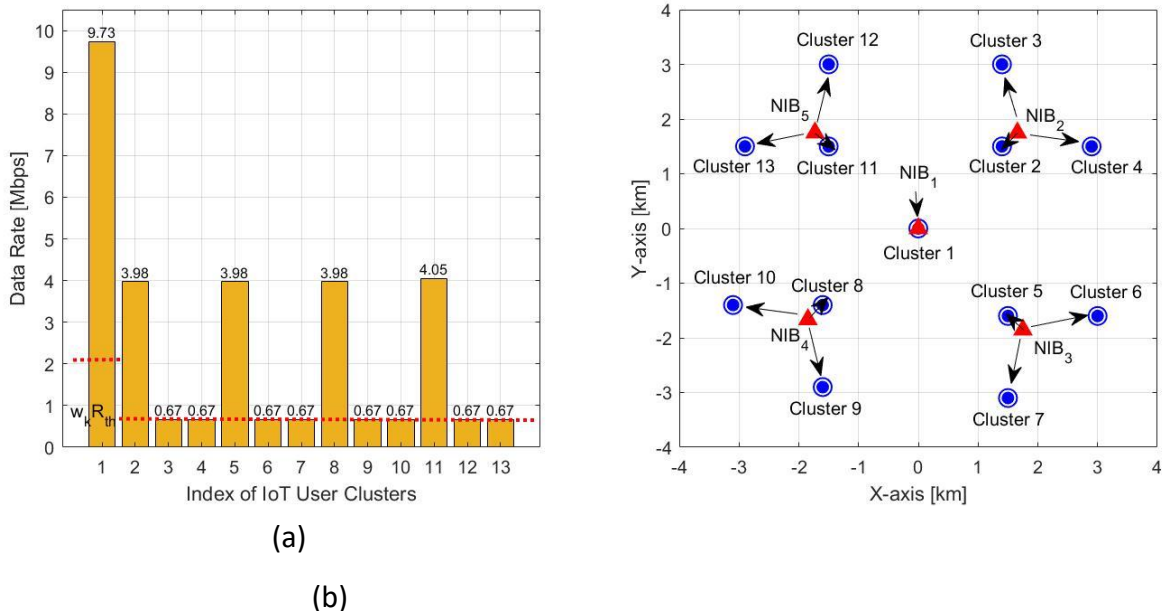 10
9
8
7
6
5
4
3
2
1
0
Data Rate [Mbps]
9.73
3.98
0.67
0.67
3.98
0.67
0.67
3.98
0.67
0.67
4.05
0.67
0.67
w_k R_th
1 2 3 4 5 6 7 8 9 10 11 12 13
Index of IoT User Clusters
(a)
4
3
2
1
0
-1
-2
-3
-4
Y-axis [km]
Cluster 12
Cluster 3
NIB_5
NIB_2
Cluster 13
Cluster 11
Cluster 2
Cluster 4
NIB_1
Cluster 1
Cluster 10
Cluster 8
Cluster 5
Cluster 6
NIB_4
NIB_3
Cluster 9
Cluster 7
-4 -3 -2 -1 0 1 2 3 4
X-axis [km]
(b)